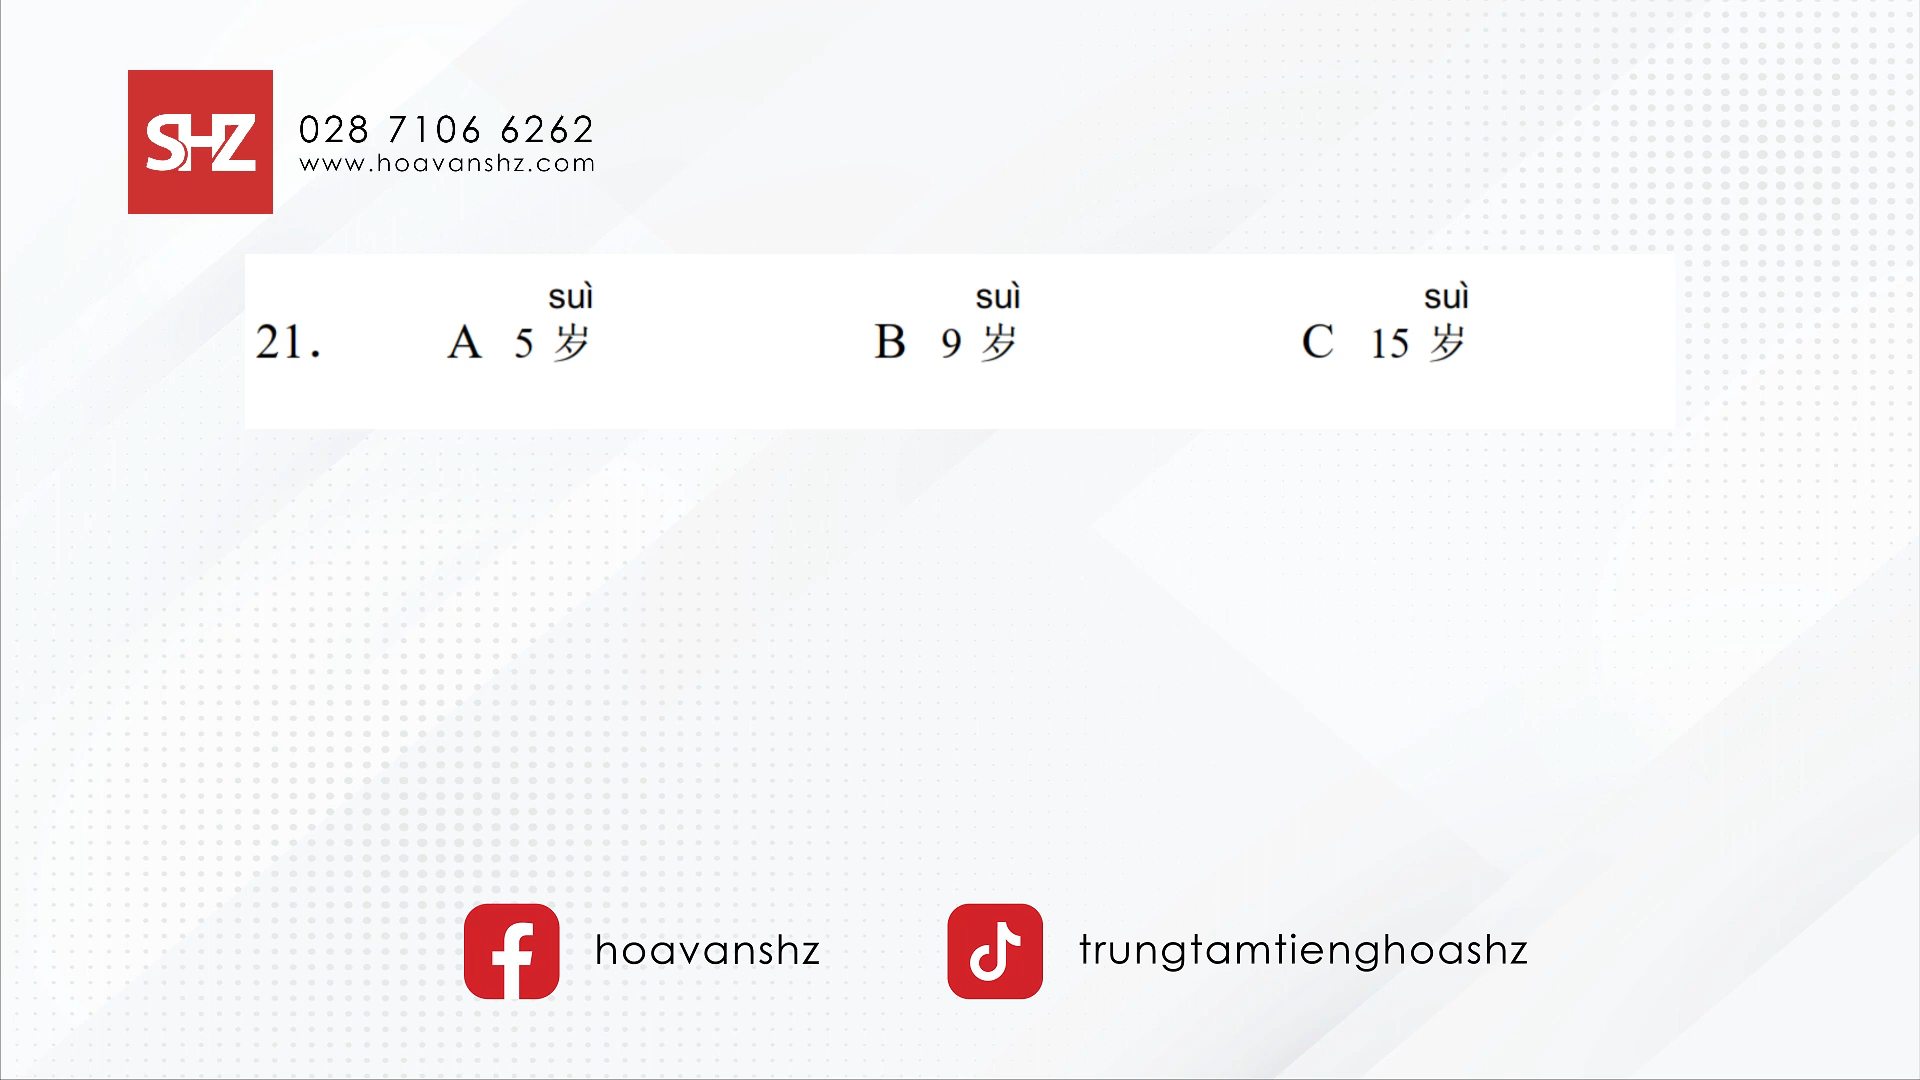 SHZ
028 7106 6262
www.hoavanshz.com
suì suì suì
21. A 5 岁 B 9 岁 C 15 岁
hoavanshz trungtamtienghoashz